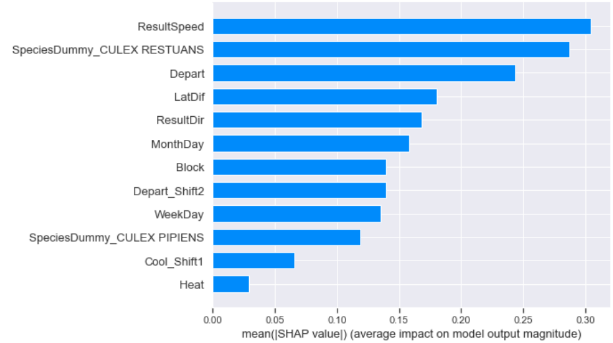 ResultSpeed
SpeciesDummy_CULEX RESTUANS
Depart
LatDif
ResultDir
MonthDay
Block
Depart_Shift2
WeekDay
SpeciesDummy_CULEX PIPIENS
Cool_Shift1
Heat
0.00 0.05 0.10 0.15 0.20 0.25 0.30
mean(|SHAP value|) (average impact on model output magnitude)